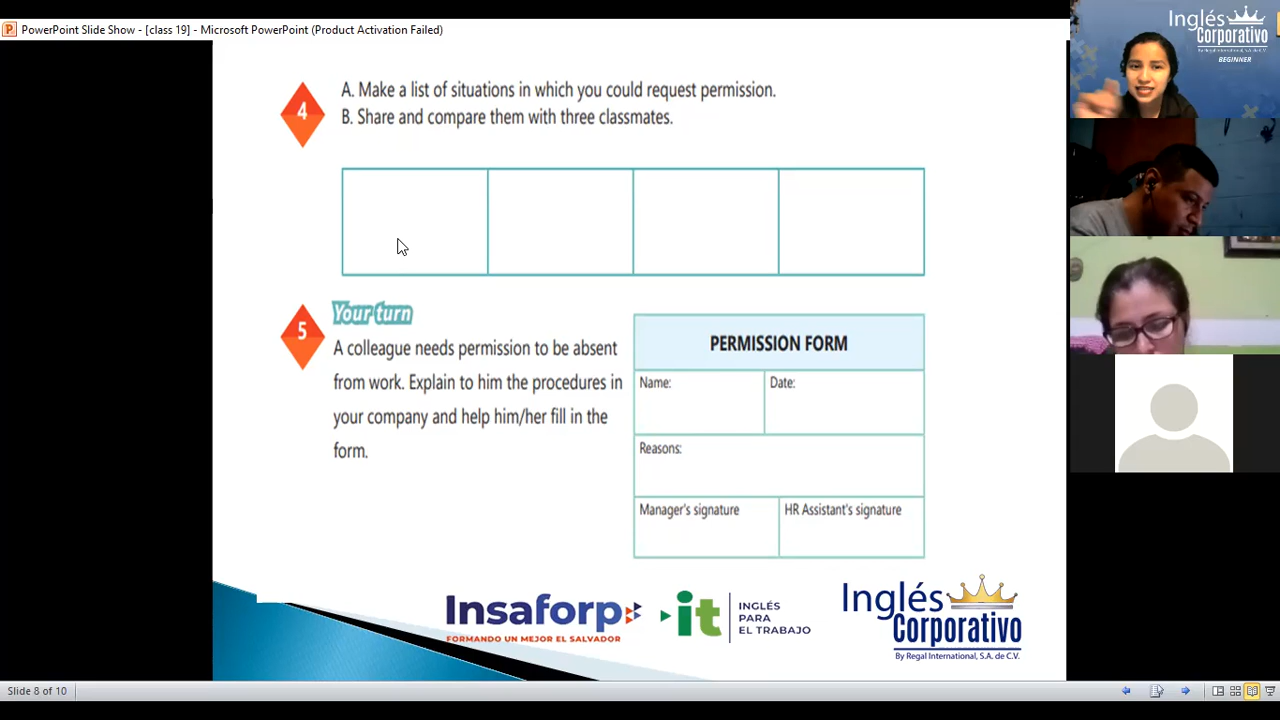 PowerPoint Slide Show - [class 19] - Microsoft PowerPoint (Product Activation Failed)
Inglés
Corporativo
By Regal International, S.A. de C.V.
BEGINNER
4
A. Make a list of situations in which you could request permission.
B. Share and compare them with three classmates.
5
Your turn
A colleague needs permission to be absent
from work. Explain to him the procedures in
your company and help him/her fill in the
form.
PERMISSION FORM
Name:
Date:
Reasons:
Manager's signature
HR Assistant's signature
Insaforp
FORMANDO UN MEJOR EL SALVADOR
it
INGLÉS
PARA
EL TRABAJO
Inglés
Corporativo
By Regal International, S.A. de C.V.
Slide 8 of 10